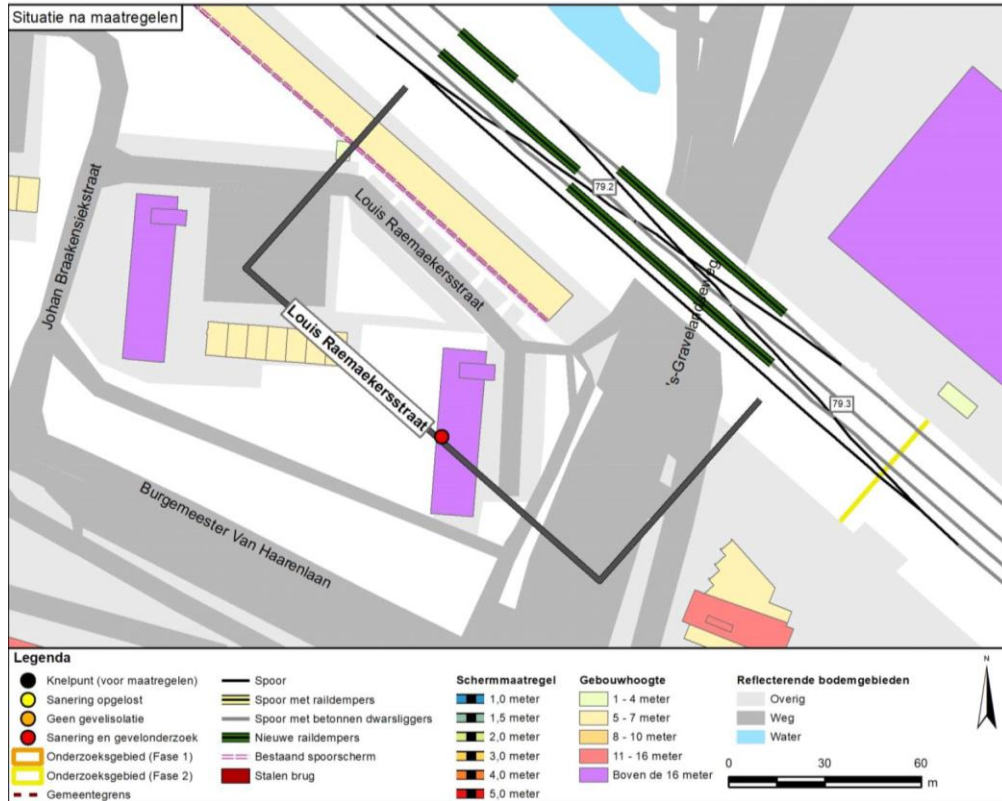 Situatie na maatregelen
79.2
Louis Raemaekersstraat
Johan Braakensiekstraat
's-Gravelandseweg
Louis Raemaekersstraat
79.3
Burgemeester Van Haarenlaan
Legenda
Knelpunt (voor maatregelen)
Sanering opgelost
Geen gevelisolatie
Sanering en gevelonderzoek
Onderzoeksgebied (Fase 1)
Onderzoeksgebied (Fase 2)
Gemeentegrens
Spoor
Spoor met raildempers
Spoor met betonnen dwarsliggers
Nieuwe raildempers
Bestaand spoorscherm
Stalen brug
Schermmaatregel
1,0 meter
1,5 meter
2,0 meter
3,0 meter
4,0 meter
5,0 meter
Gebouwhoogte
1 - 4 meter
5 - 7 meter
8 - 10 meter
11 - 16 meter
Boven de 16 meter
Reflecterende bodemgebieden
Overig
Weg
Water
N
0 30 60
m